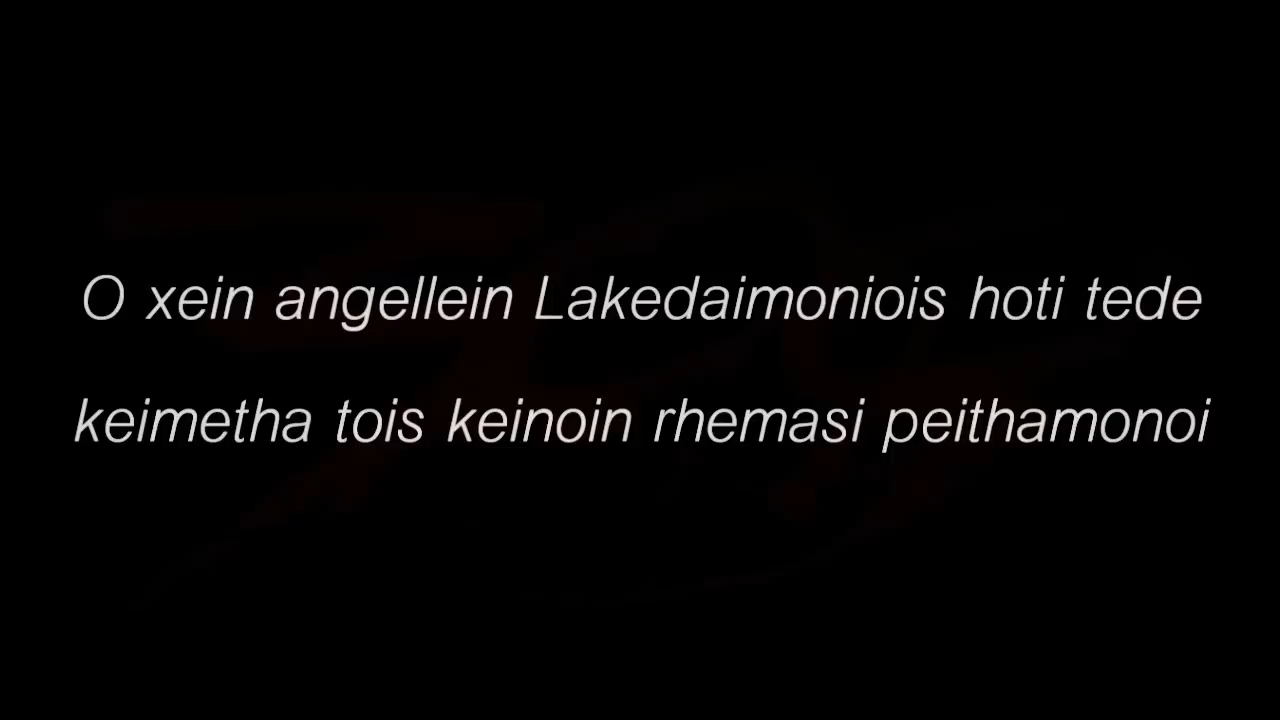 O xein angellein Lakedaimoniois hoti tede
keimetha tois keinoin rhemasi peithamonoi